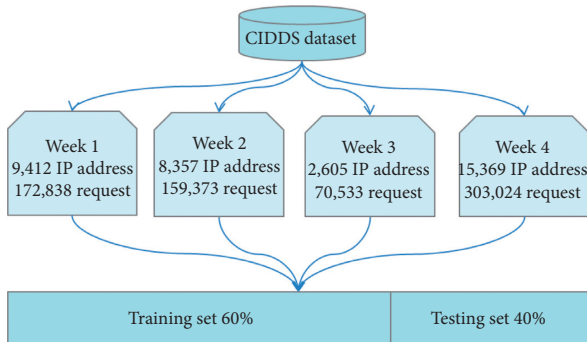 CIDDS dataset
Week 1
9,412 IP address
172,838 request
Week 2
8,357 IP address
159,373 request
Week 3
2,605 IP address
70,533 request
Week 4
15,369 IP address
303,024 request
Training set 60%
Testing set 40%